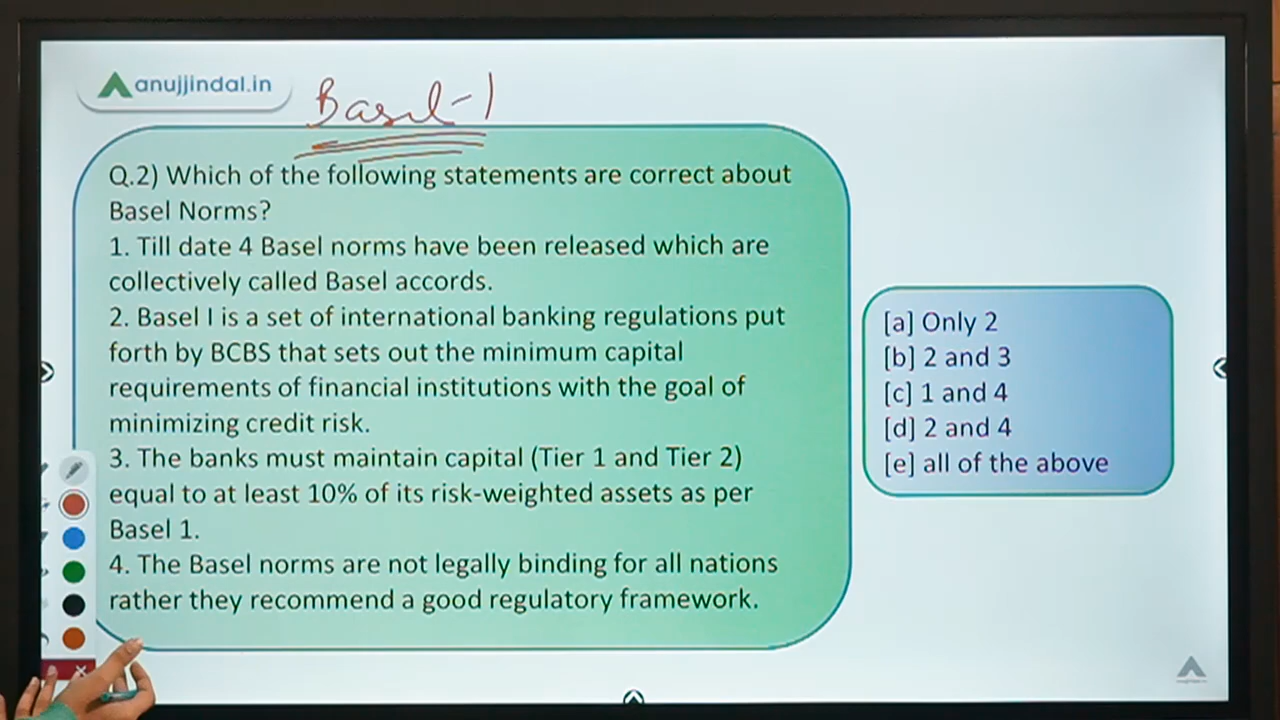 anujjindal.in
Basel-1
Q.2) Which of the following statements are correct about
Basel Norms?
1. Till date 4 Basel norms have been released which are
collectively called Basel accords.
2. Basel I is a set of international banking regulations put
forth by BCBS that sets out the minimum capital
requirements of financial institutions with the goal of
minimizing credit risk.
3. The banks must maintain capital (Tier 1 and Tier 2)
equal to at least 10% of its risk-weighted assets as per
Basel 1.
4. The Basel norms are not legally binding for all nations
rather they recommend a good regulatory framework.
[a] Only 2
[b] 2 and 3
[c] 1 and 4
[d] 2 and 4
[e] all of the above